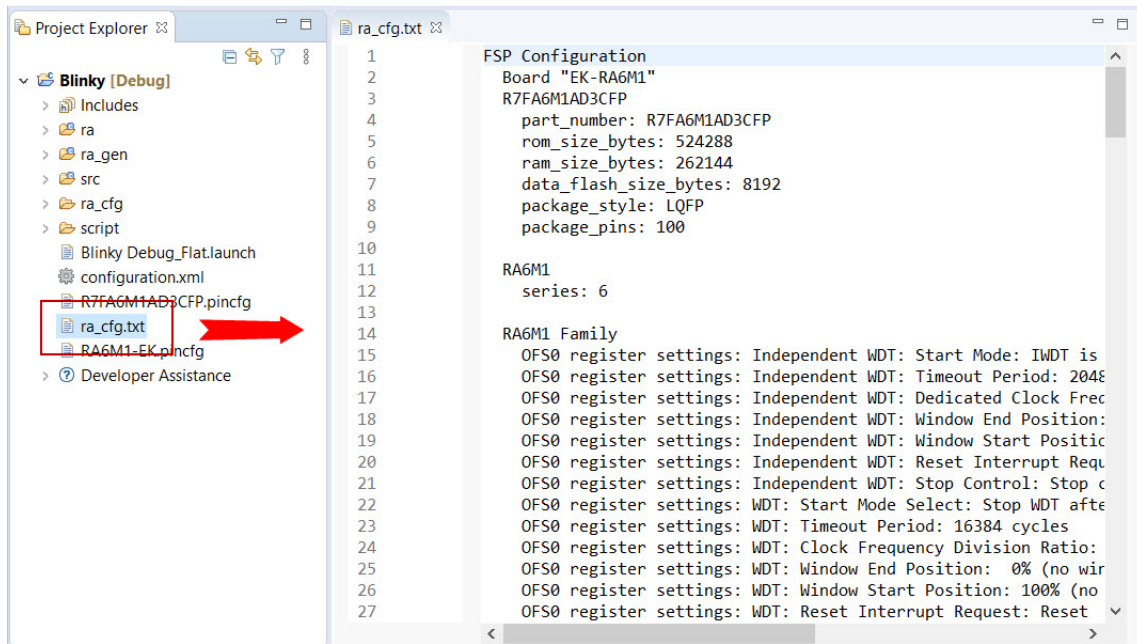 Project Explorer
Blinky [Debug]
Includes
ra
ra_gen
src
ra_cfg
script
Blinky Debug_Flat.launch
configuration.xml
R7FA6M1AD3CFP.pincfg
ra_cfg.txt
RA6M1-EK.pincfg
Developer Assistance
ra_cfg.txt
1 FSP Configuration
2 Board "EK-RA6M1"
3 R7FA6M1AD3CFP
4 part_number: R7FA6M1AD3CFP
5 rom_size_bytes: 524288
6 ram_size_bytes: 262144
7 data_flash_size_bytes: 8192
8 package_style: LQFP
9 package_pins: 100
10
11 RA6M1
12 series: 6
13
14 RA6M1 Family
15 OFS0 register settings: Independent WDT: Start Mode: IWDT is
16 OFS0 register settings: Independent WDT: Timeout Period: 2048
17 OFS0 register settings: Independent WDT: Dedicated Clock Freq
18 OFS0 register settings: Independent WDT: Window End Position:
19 OFS0 register settings: Independent WDT: Window Start Positio
20 OFS0 register settings: Independent WDT: Reset Interrupt Requ
21 OFS0 register settings: Independent WDT: Stop Control: Stop c
22 OFS0 register settings: WDT: Start Mode Select: Stop WDT afte
23 OFS0 register settings: WDT: Timeout Period: 16384 cycles
24 OFS0 register settings: WDT: Clock Frequency Division Ratio:
25 OFS0 register settings: WDT: Window End Position:  0% (no win
26 OFS0 register settings: WDT: Window Start Position: 100% (no
27 OFS0 register settings: WDT: Reset Interrupt Request: Reset